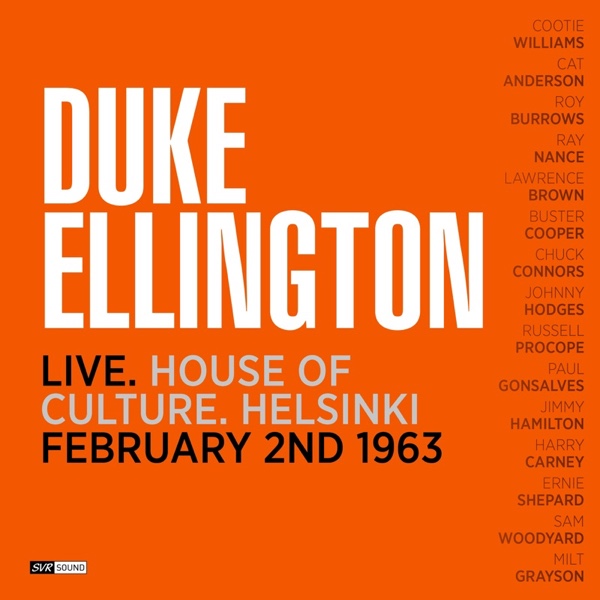 DUKE
ELLINGTON
LIVE. HOUSE OF
CULTURE. HELSINKI
FEBRUARY 2ND 1963
COOTIE
WILLIAMS
CAT
ANDERSON
ROY
BURROWS
RAY
NANCE
LAWRENCE
BROWN
BUSTER
COOPER
CHUCK
CONNORS
JOHNNY
HODGES
RUSSELL
PROCOPE
PAUL
GONSALVES
JIMMY
HAMILTON
HARRY
CARNEY
ERNIE
SHEPARD
SAM
WOODYARD
MILT
GRAYSON
SVR SOUND